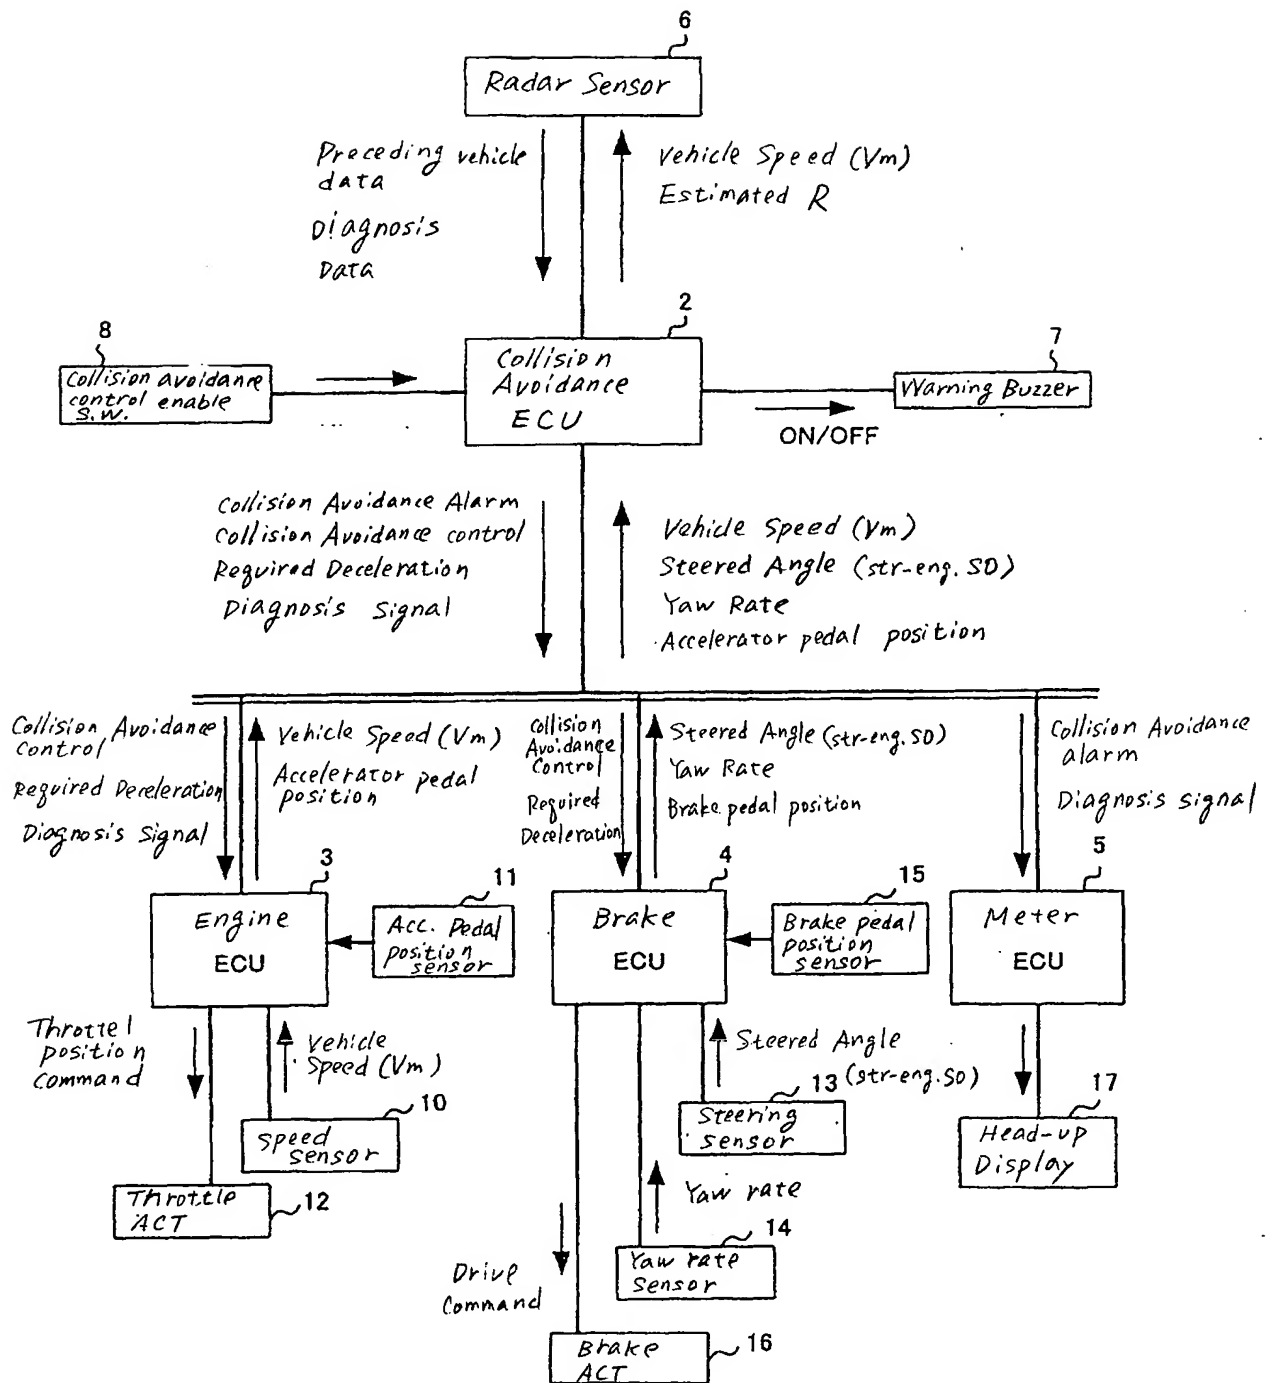 6
Radar Sensor
Preceding vehicle
data
Diagnosis
Data
Vehicle Speed (Vm)
Estimated R
2
Collision
Avoidance
ECU
8
Collision avoidance
control enable
S.W.
7
Warning Buzzer
ON/OFF
Collision Avoidance Alarm
Collision Avoidance control
Required Deceleration
Diagnosis Signal
Vehicle Speed (Vm)
Steered Angle (str-eng.SD)
Yaw Rate
Accelerator pedal position
Collision Avoidance
Control
Required Deceleration
Diagnosis Signal
Vehicle Speed (Vm)
Accelerator pedal
position
Collision
Avoidance
Control
Required
Deceleration
Steered Angle (str-eng.SD)
Yaw Rate
Brake pedal position
Collision Avoidance
alarm
Diagnosis signal
3
Engine
ECU
11
Acc. Pedal
position
sensor
4
Brake
ECU
15
Brake pedal
position
sensor
5
Meter
ECU
Throttel
position
command
Vehicle
Speed (Vm)
10
Speed
sensor
Throttle
ACT
12
Steered Angle
(str-eng.SD)
13
Steering
sensor
Yaw rate
14
Yaw rate
sensor
Drive
command
Brake
ACT
16
17
Head-up
Display